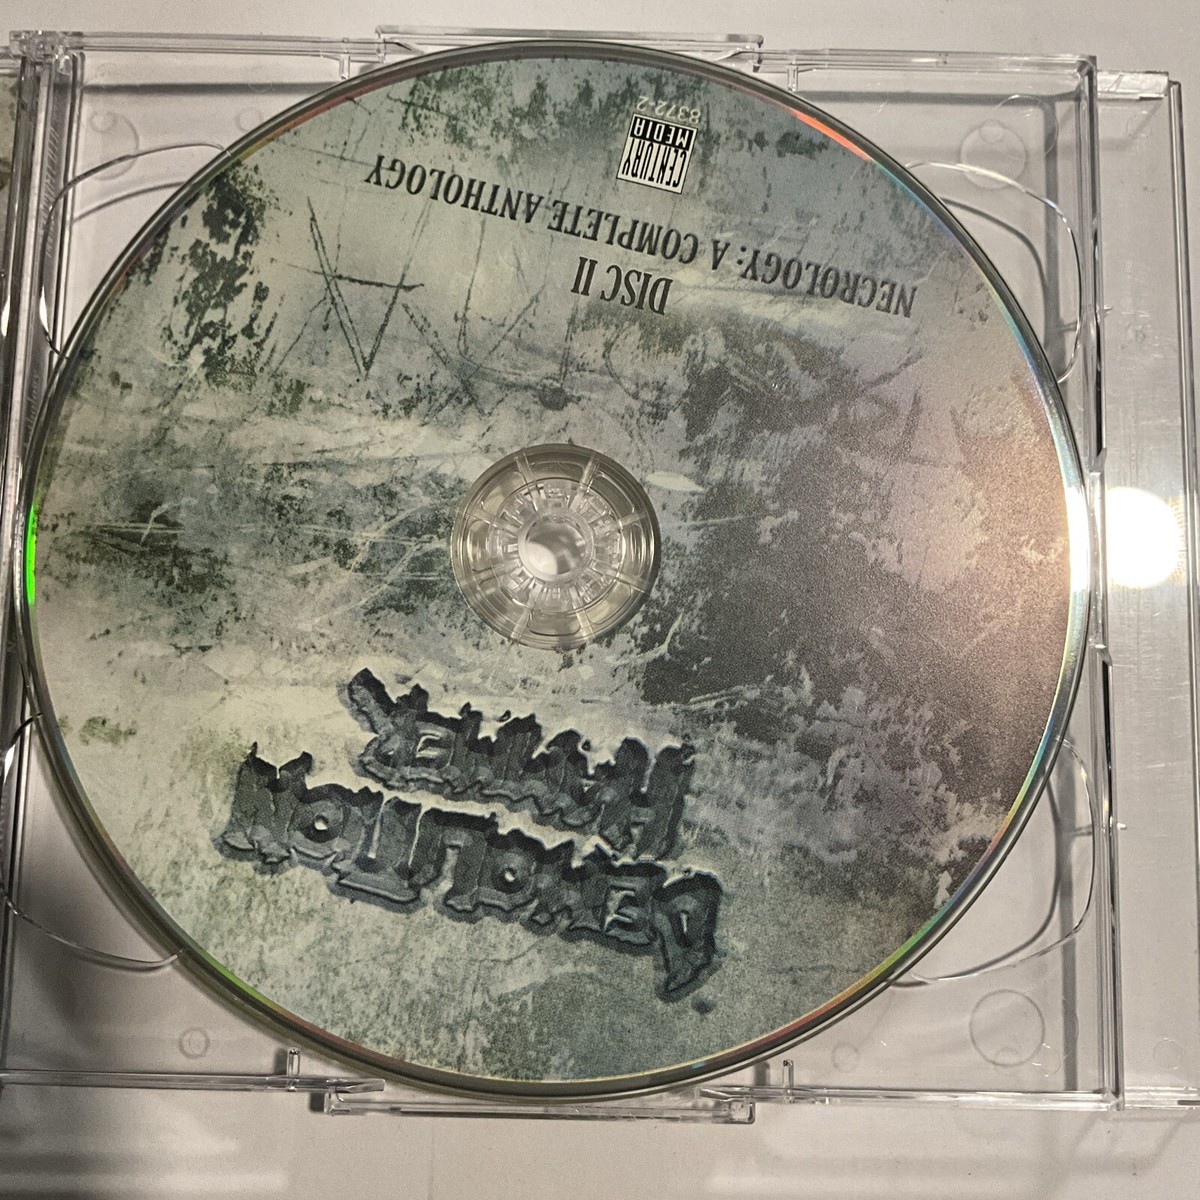 DEMOLITION
HAMMER
DISC II
NECROLOGY: A COMPLETE ANTHOLOGY
CENTURY
MEDIA
8372-2